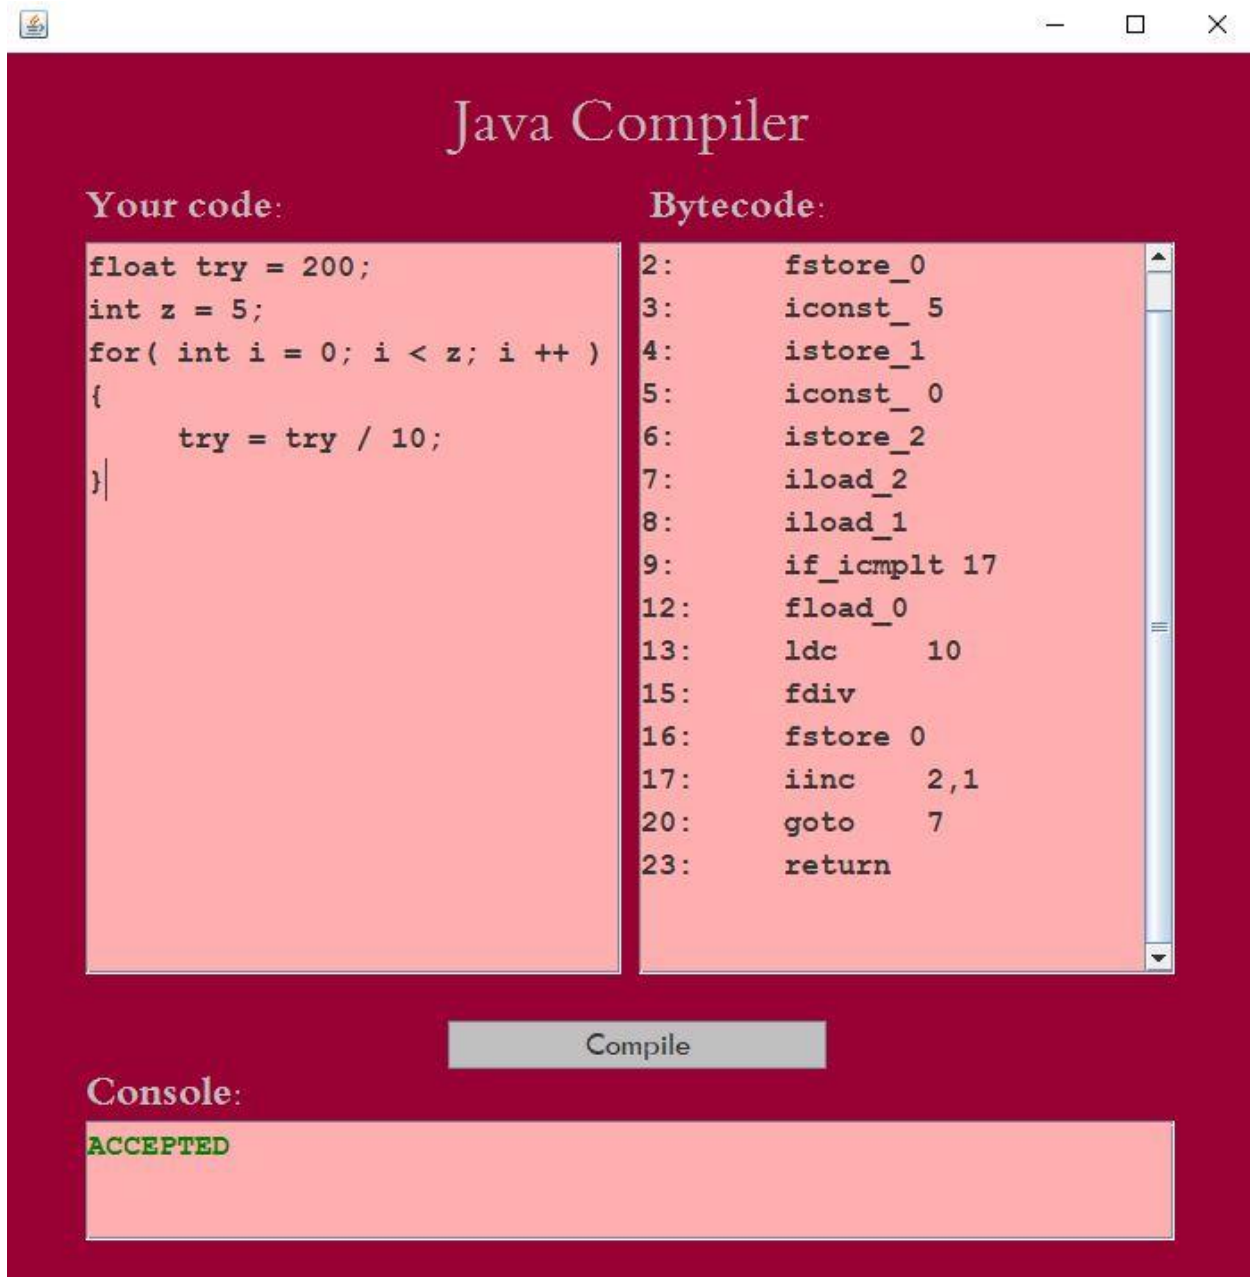 Java Compiler
Your code:
float try = 200;
int z = 5;
for( int i = 0; i < z; i ++ )
{
     try = try / 10;
}
Bytecode:
2:      fstore_0
3:      iconst_ 5
4:      istore_1
5:      iconst_ 0
6:      istore_2
7:      iload_2
8:      iload_1
9:      if_icmplt 17
12:     fload_0
13:     ldc     10
15:     fdiv
16:     fstore 0
17:     iinc    2,1
20:     goto    7
23:     return
Compile
Console:
ACCEPTED